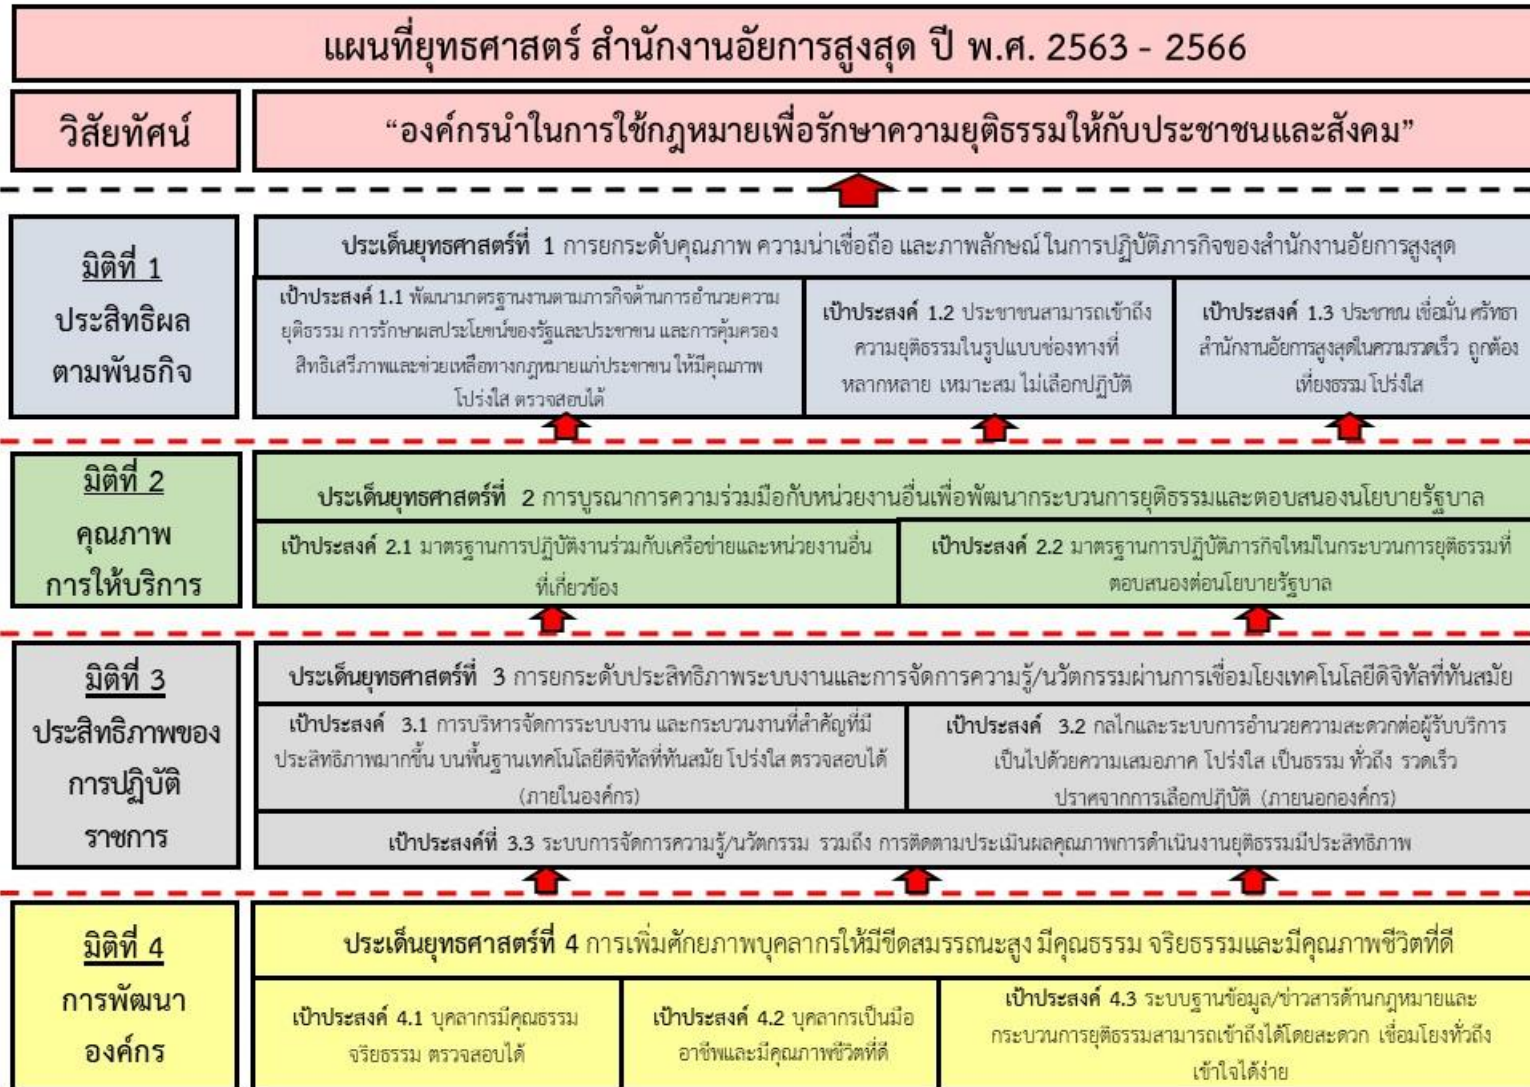 แผนที่ยุทธศาสตร์ สำนักงานอัยการสูงสุด ปี พ.ศ. 2563 - 2566
วิสัยทัศน์
“องค์กรนำในการใช้กฎหมายเพื่อรักษาความยุติธรรมให้กับประชาชนและสังคม”
มิติที่ 1
ประสิทธิผล
ตามพันธกิจ
ประเด็นยุทธศาสตร์ที่ 1 การยกระดับคุณภาพ ความน่าเชื่อถือ และภาพลักษณ์ ในการปฏิบัติภารกิจของสำนักงานอัยการสูงสุด
เป้าประสงค์ 1.1 พัฒนามาตรฐานงานตามภารกิจด้านการอำนวยความ
ยุติธรรม การรักษาผลประโยชน์ของรัฐและประชาชน และการคุ้มครอง
สิทธิเสรีภาพและช่วยเหลือทางกฎหมายแก่ประชาชน ให้มีคุณภาพ
โปร่งใส ตรวจสอบได้
เป้าประสงค์ 1.2 ประชาชนสามารถเข้าถึง
ความยุติธรรมในรูปแบบช่องทางที่
หลากหลาย เหมาะสม ไม่เลือกปฏิบัติ
เป้าประสงค์ 1.3 ประชาชน เชื่อมั่น ศรัทธา
สำนักงานอัยการสูงสุดในความรวดเร็ว ถูกต้อง
เที่ยงธรรม โปร่งใส
มิติที่ 2
คุณภาพ
การให้บริการ
ประเด็นยุทธศาสตร์ที่ 2 การบูรณาการความร่วมมือกับหน่วยงานอื่นเพื่อพัฒนากระบวนการยุติธรรมและตอบสนองนโยบายรัฐบาล
เป้าประสงค์ 2.1 มาตรฐานการปฏิบัติงานร่วมกับเครือข่ายและหน่วยงานอื่น
ที่เกี่ยวข้อง
เป้าประสงค์ 2.2 มาตรฐานการปฏิบัติภารกิจใหม่ในกระบวนการยุติธรรมที่
ตอบสนองต่อนโยบายรัฐบาล
มิติที่ 3
ประสิทธิภาพของ
การปฏิบัติ
ราชการ
ประเด็นยุทธศาสตร์ที่ 3 การยกระดับประสิทธิภาพระบบงานและการจัดการความรู้/นวัตกรรมผ่านการเชื่อมโยงเทคโนโลยีดิจิทัลที่ทันสมัย
เป้าประสงค์ 3.1 การบริหารจัดการระบบงาน และกระบวนงานที่สำคัญที่มี
ประสิทธิภาพมากขึ้น บนพื้นฐานเทคโนโลยีดิจิทัลที่ทันสมัย โปร่งใส ตรวจสอบได้
(ภายในองค์กร)
เป้าประสงค์ 3.2 กลไกและระบบการอำนวยความสะดวกต่อผู้รับบริการ
เป็นไปด้วยความเสมอภาค โปร่งใส เป็นธรรม ทั่วถึง รวดเร็ว
ปราศจากการเลือกปฏิบัติ (ภายนอกองค์กร)
เป้าประสงค์ที่ 3.3 ระบบการจัดการความรู้/นวัตกรรม รวมถึง การติดตามประเมินผลคุณภาพการดำเนินงานยุติธรรมมีประสิทธิภาพ
มิติที่ 4
การพัฒนา
องค์กร
ประเด็นยุทธศาสตร์ที่ 4 การเพิ่มศักยภาพบุคลากรให้มีขีดสมรรถนะสูง มีคุณธรรม จริยธรรมและมีคุณภาพชีวิตที่ดี
เป้าประสงค์ 4.1 บุคลากรมีคุณธรรม
จริยธรรม ตรวจสอบได้
เป้าประสงค์ 4.2 บุคลากรเป็นมือ
อาชีพและมีคุณภาพชีวิตที่ดี
เป้าประสงค์ 4.3 ระบบฐานข้อมูล/ข่าวสารด้านกฎหมายและ
กระบวนการยุติธรรมสามารถเข้าถึงได้โดยสะดวก เชื่อมโยงทั่วถึง
เข้าใจได้ง่าย